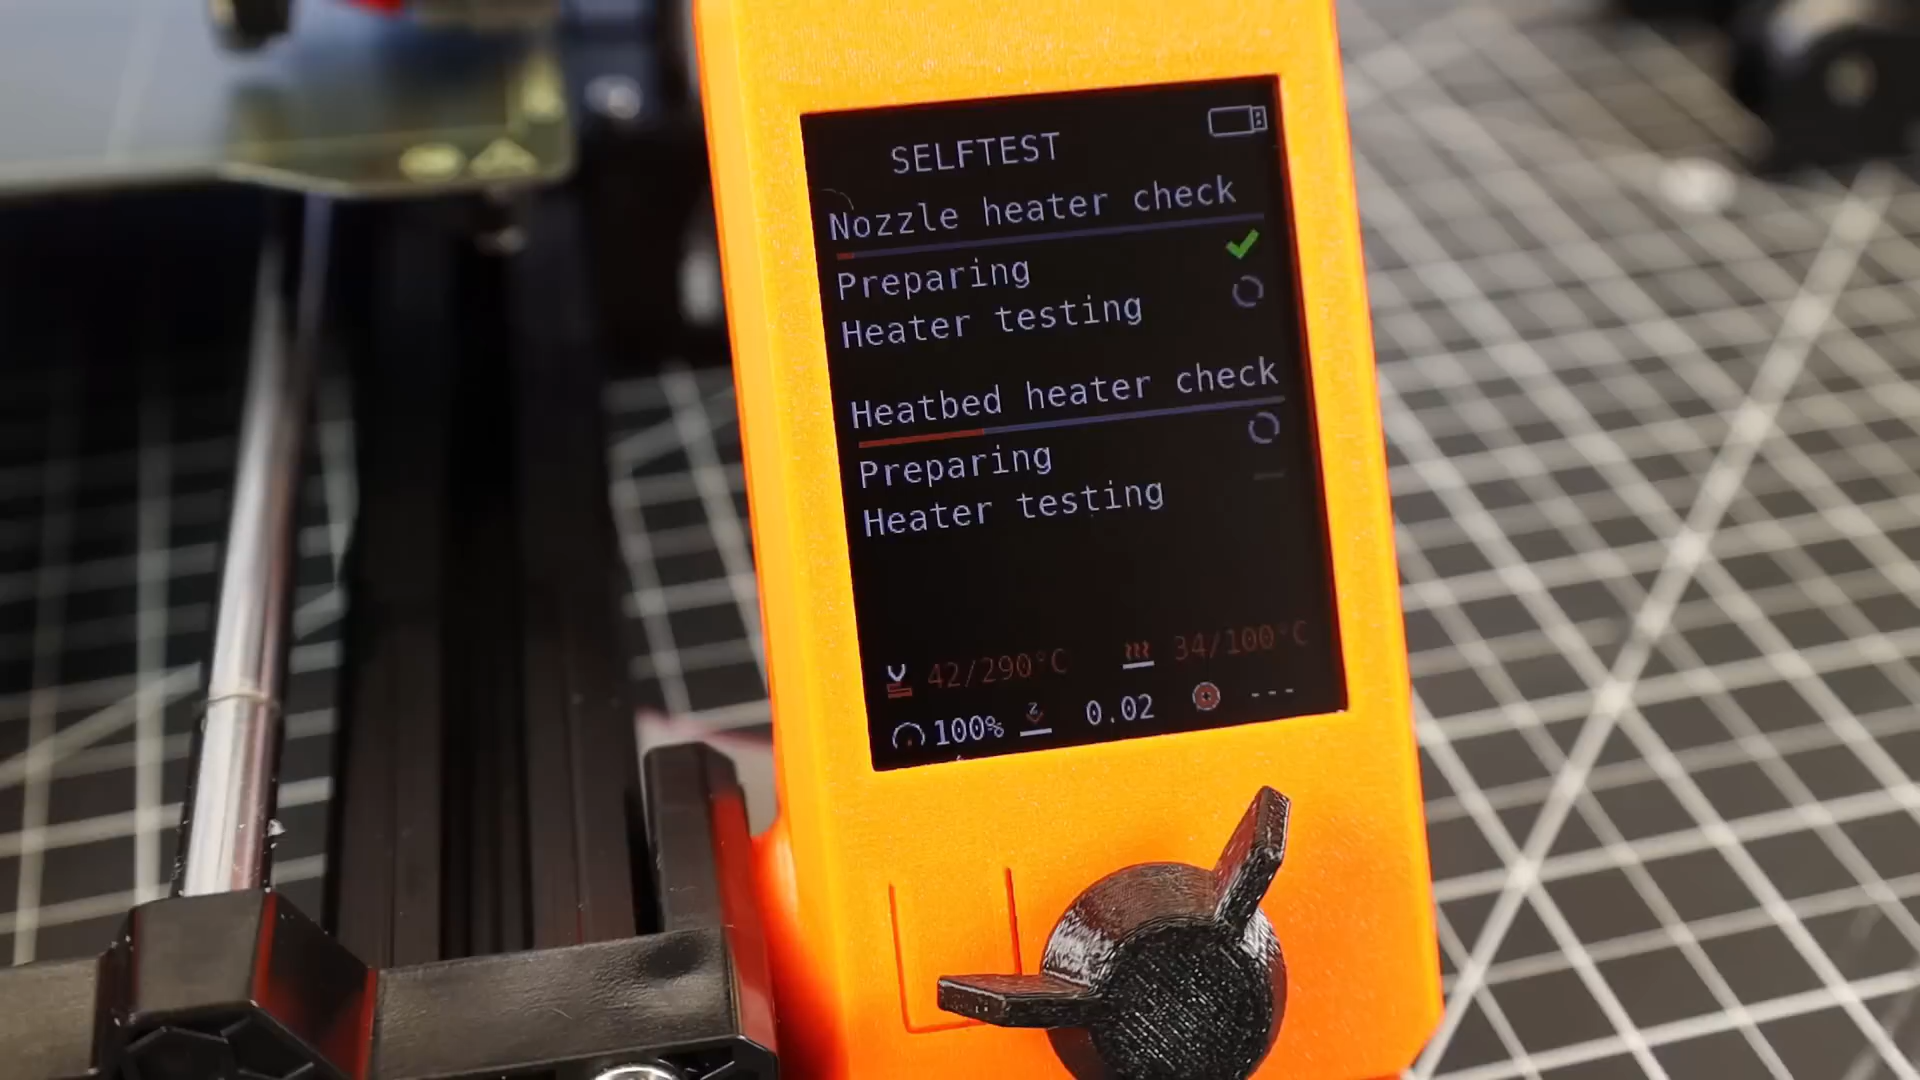 SELFTEST
Nozzle heater check
Preparing
Heater testing
Heatbed heater check
Preparing
Heater testing
42/290°C 34/100°C
100% z 0.02 ---